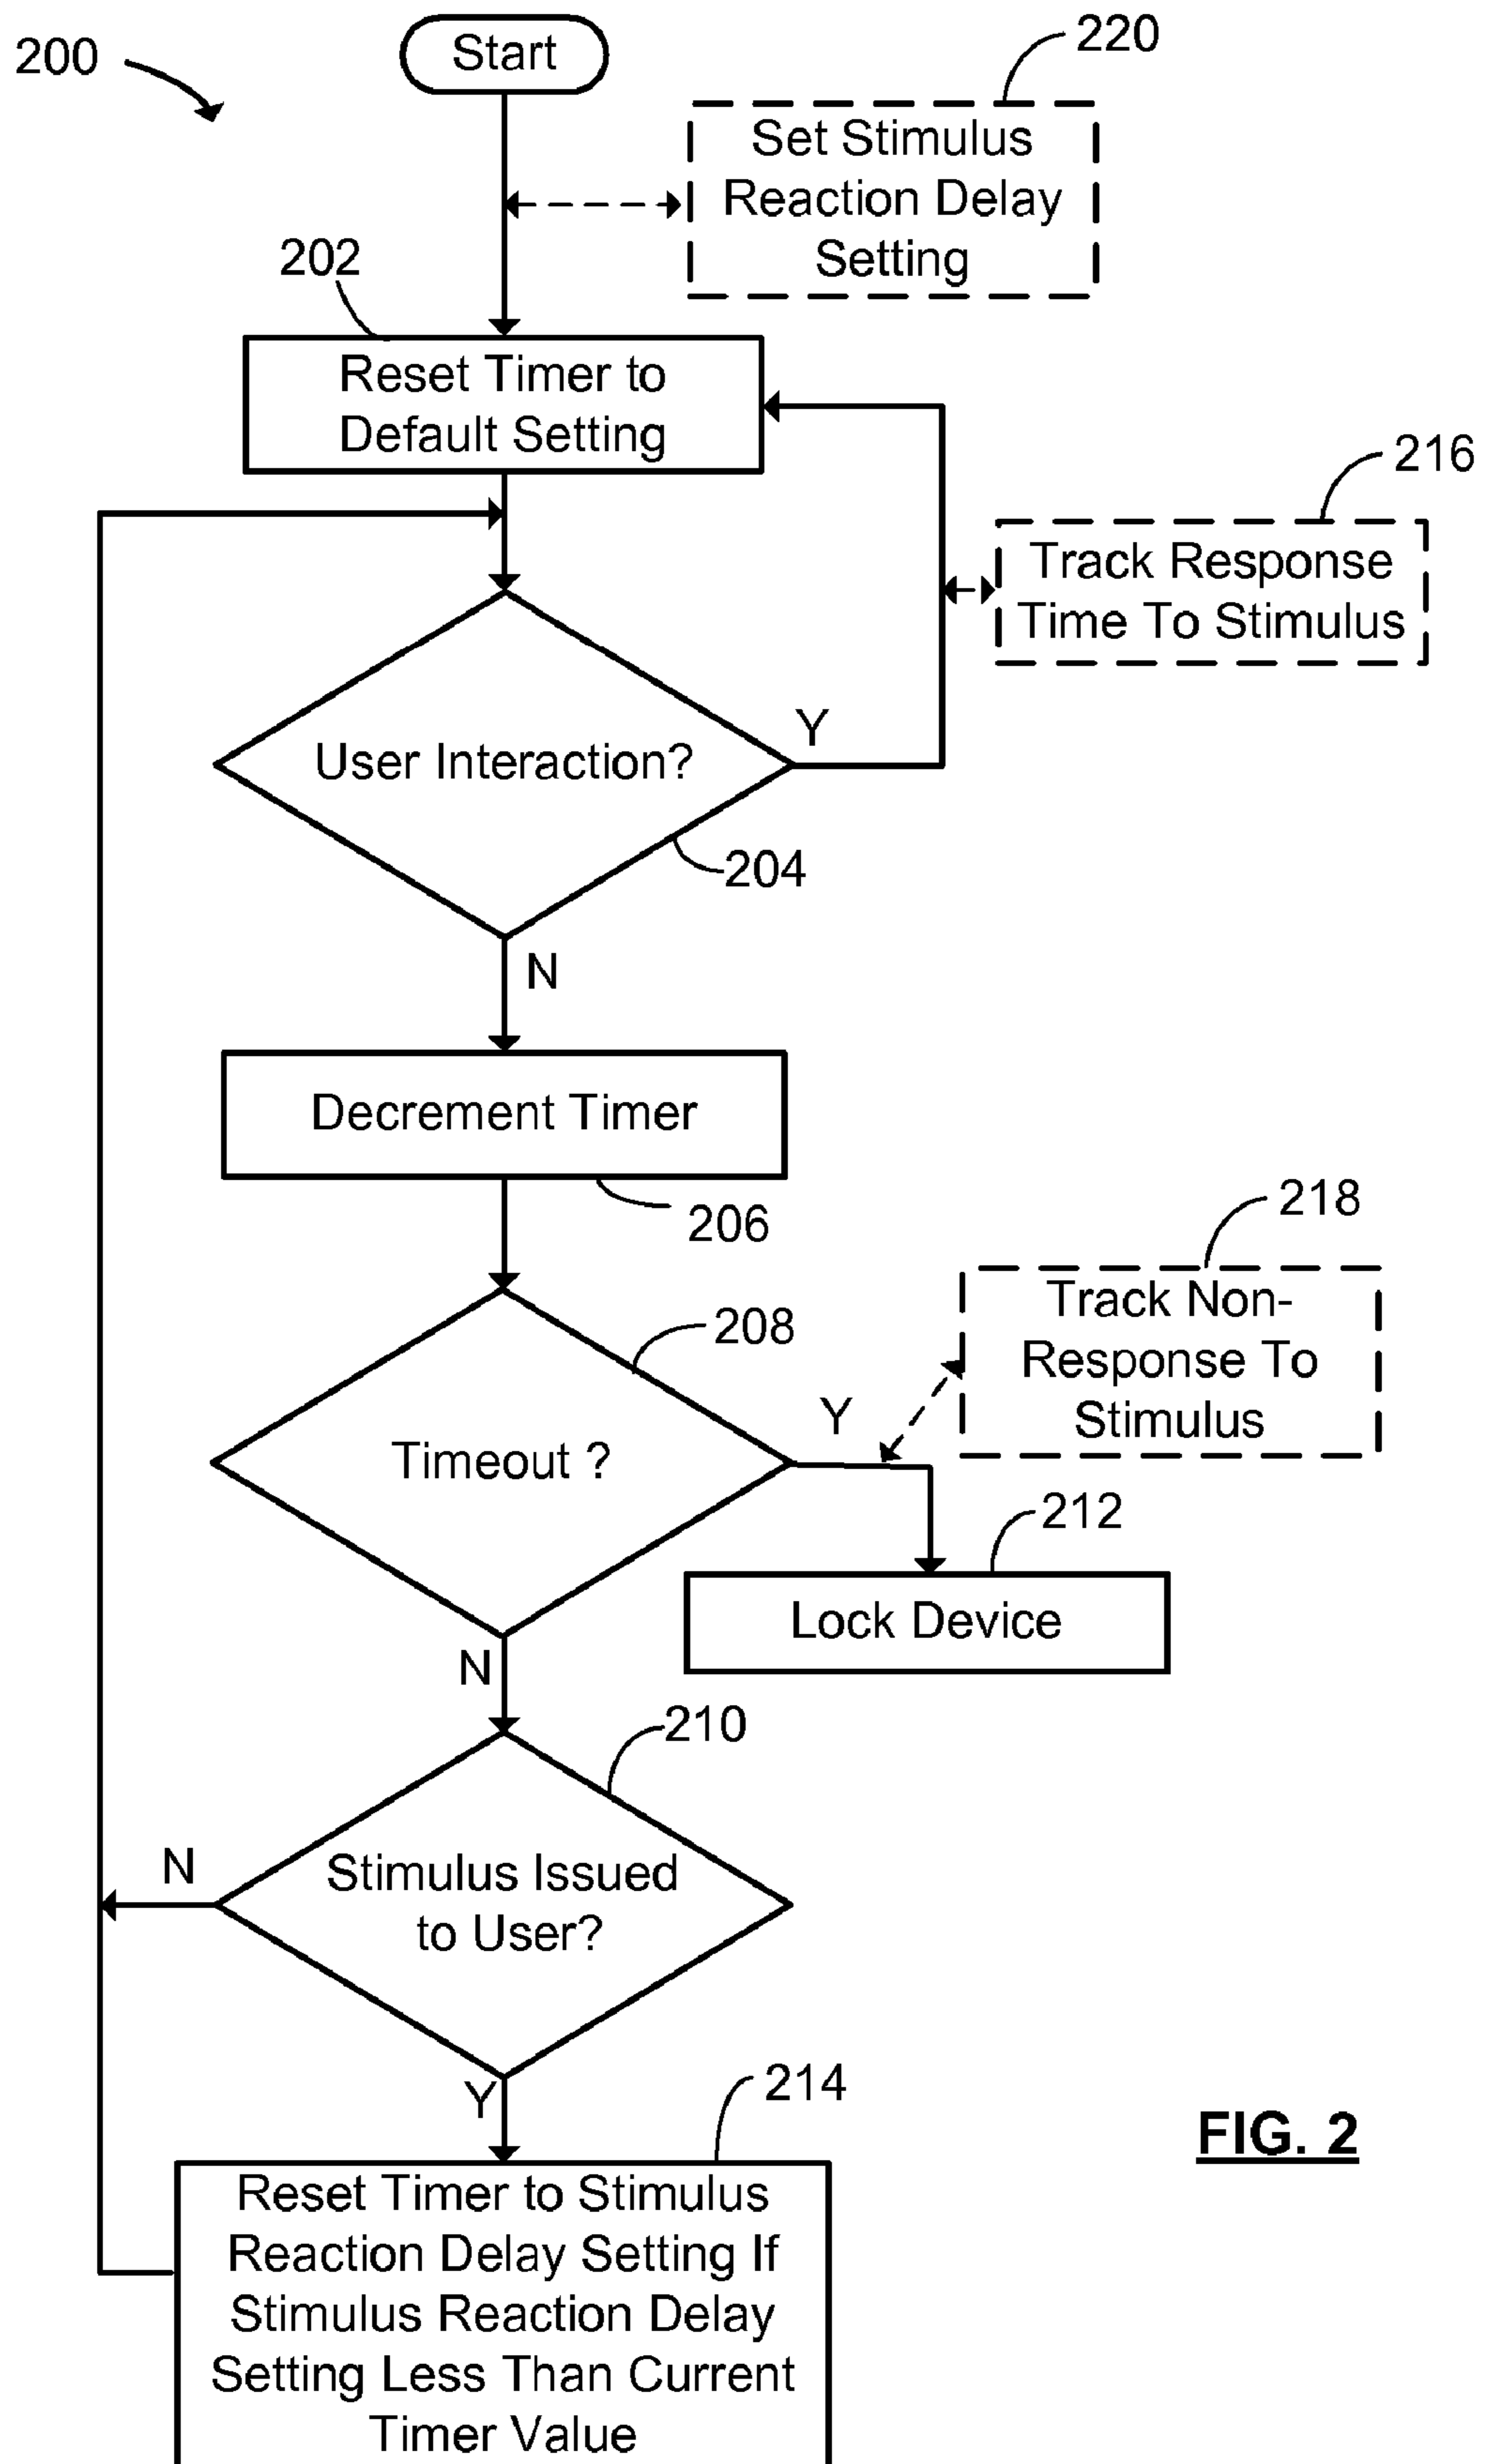 200
Start
220
Set Stimulus
Reaction Delay
Setting
202
Reset Timer to
Default Setting
216
Track Response
Time To Stimulus
Y
User Interaction?
204
N
Decrement Timer
206
218
Track Non-
Response To
Stimulus
208
Y
Timeout ?
212
Lock Device
N
210
N
Stimulus Issued
to User?
Y
214
FIG. 2
Reset Timer to Stimulus
Reaction Delay Setting If
Stimulus Reaction Delay
Setting Less Than Current
Timer Value